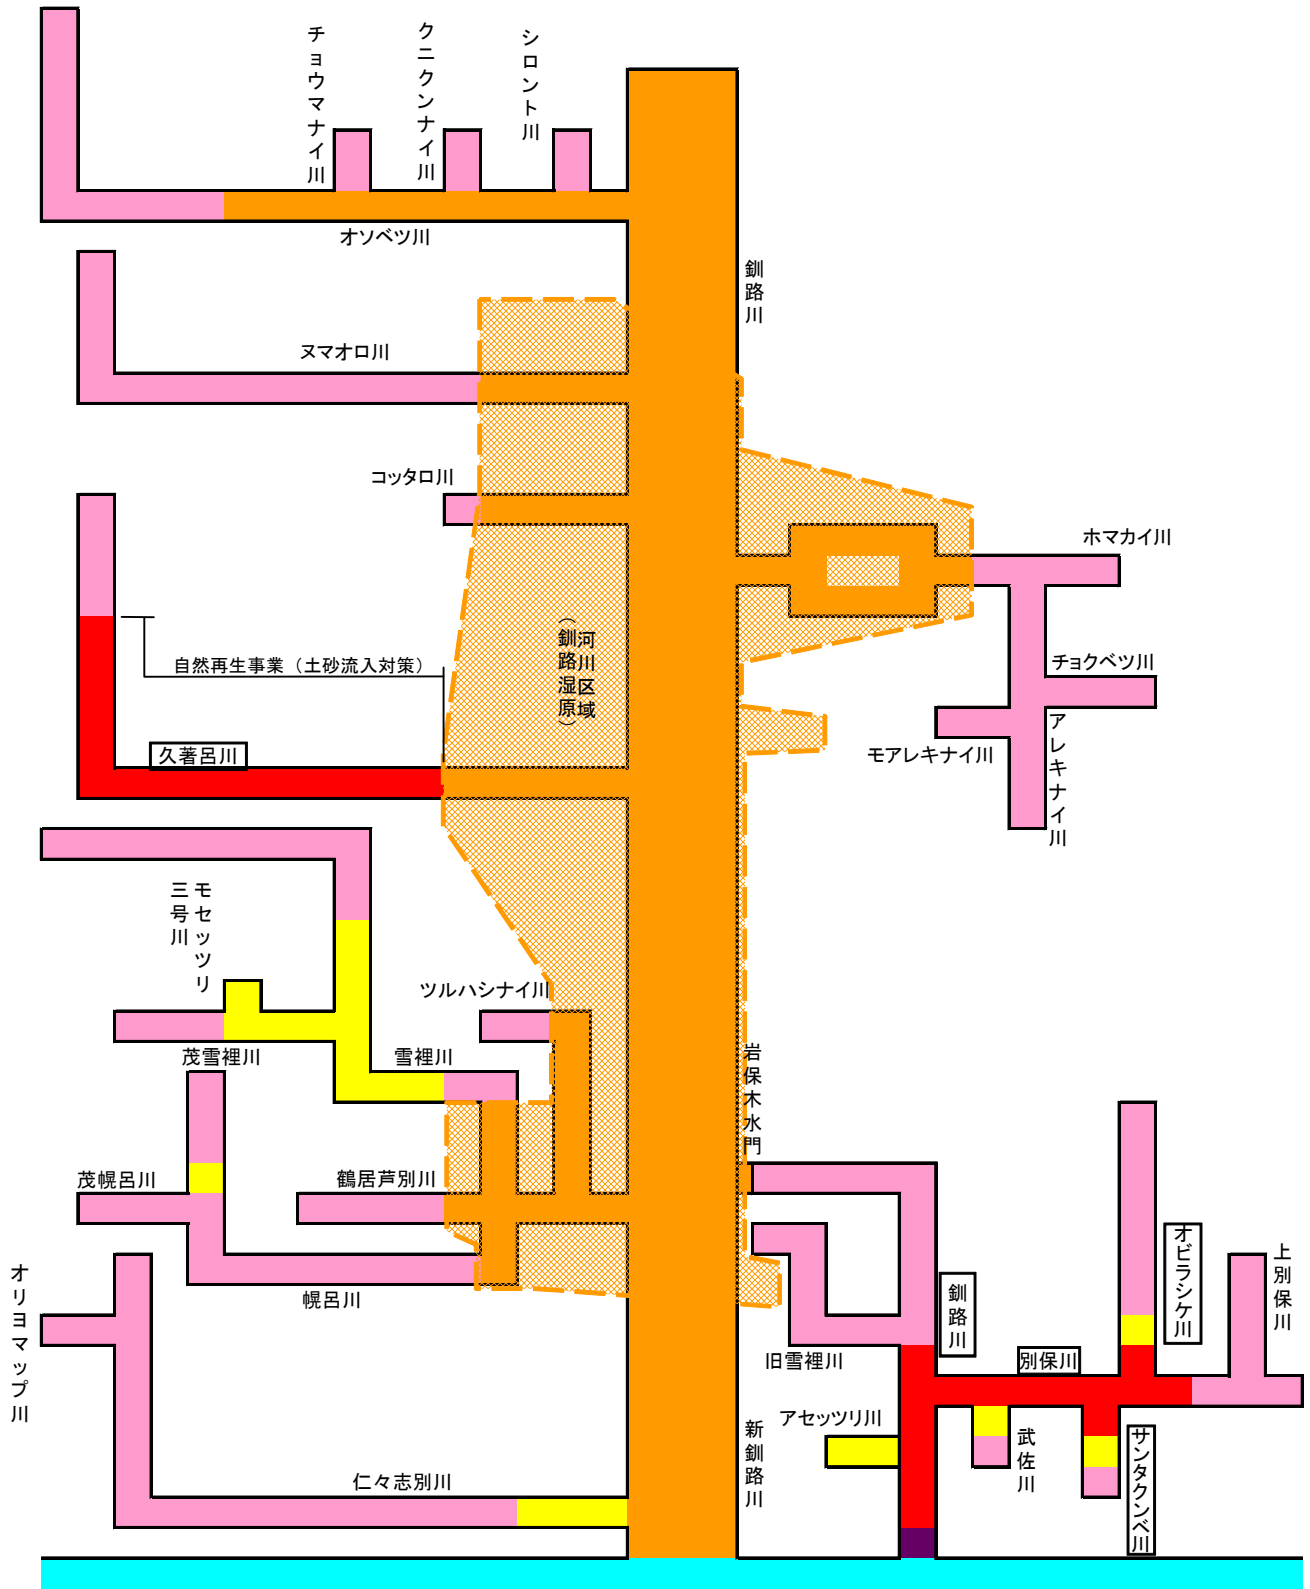 チョウマナイ川
クニクンナイ川
シロント川
オソベツ川
釧路川
ヌマオロ川
コッタロ川
ホマカイ川
チョクベツ川
アレキナイ川
モアレキナイ川
河川区域
（釧路湿原）
自然再生事業（土砂流入対策）
久著呂川
モセッツリ
三号川
ツルハシナイ川
茂雪裡川
雪裡川
岩保木水門
茂幌呂川
鶴居芦別川
幌呂川
オリヨマップ川
釧路川
旧雪裡川
別保川
オビラシケ川
上別保川
アセッツリ川
武佐川
サンタクンベ川
新釧路川
仁々志別川